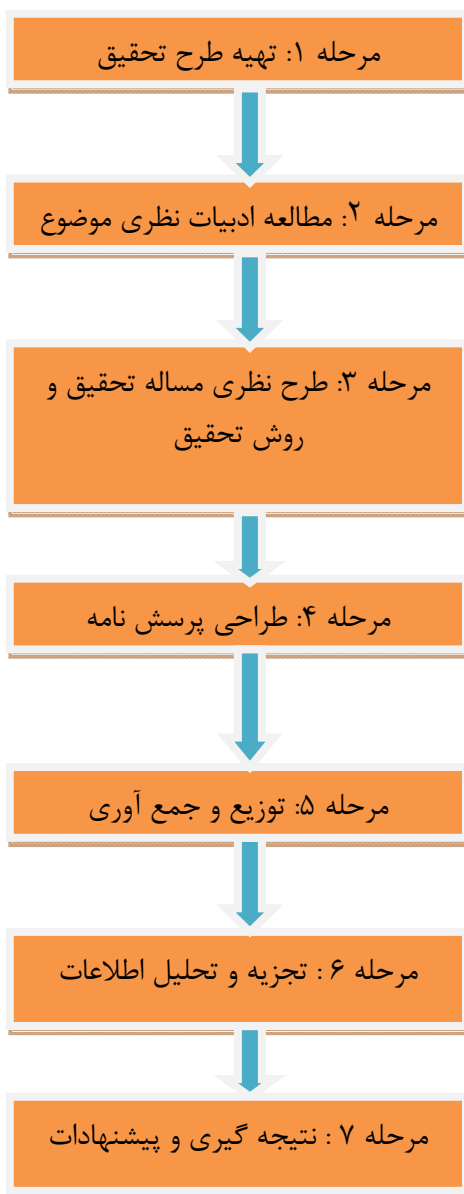 مرحله ۱: تهیه طرح تحقیق
مرحله ۲: مطالعه ادبیات نظری موضوع
مرحله ۳: طرح نظری مساله تحقیق و
روش تحقیق
مرحله ۴: طراحی پرسش نامه
مرحله ۵: توزیع و جمع آوری
مرحله ۶ : تجزیه و تحلیل اطلاعات
مرحله ۷ : نتیجه گیری و پیشنهادات